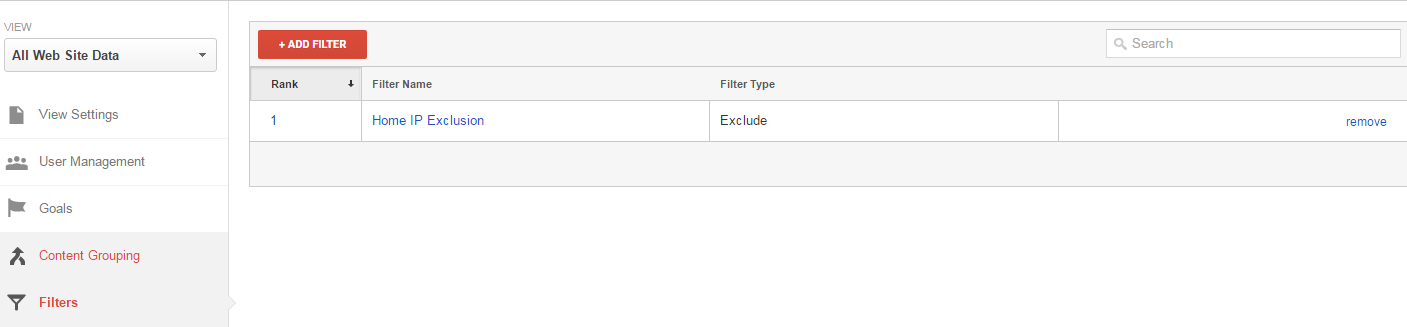 VIEW
All Web Site Data
View Settings
User Management
Goals
Content Grouping
Filters
+ ADD FILTER
Search
Rank Filter Name Filter Type
1 Home IP Exclusion Exclude remove